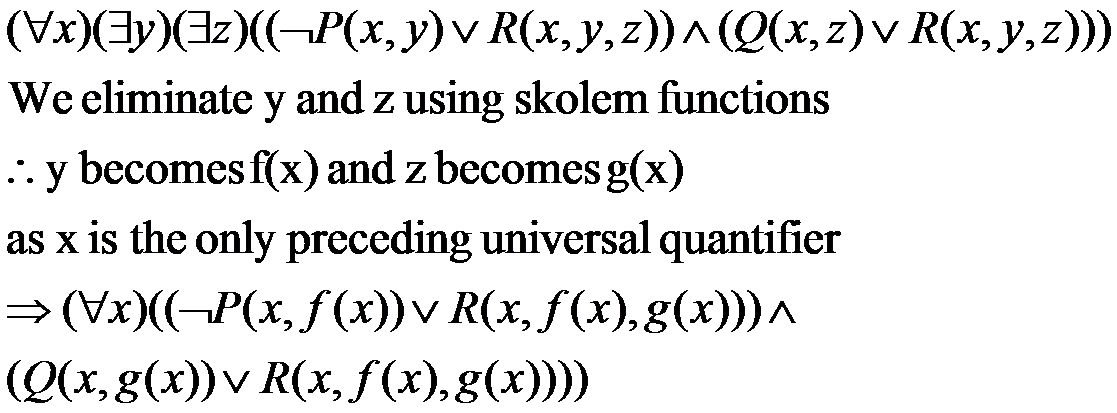 (∀x)(∃y)(∃z)((¬P(x, y) ∨ R(x, y, z)) ∧ (Q(x, z) ∨ R(x, y, z)))
We eliminate y and z using skolem functions
∴ y becomes f(x) and z becomes g(x)
as x is the only preceding universal quantifier
⇒ (∀x)((¬P(x, f(x)) ∨ R(x, f(x), g(x))) ∧
(Q(x, g(x)) ∨ R(x, f(x), g(x))))